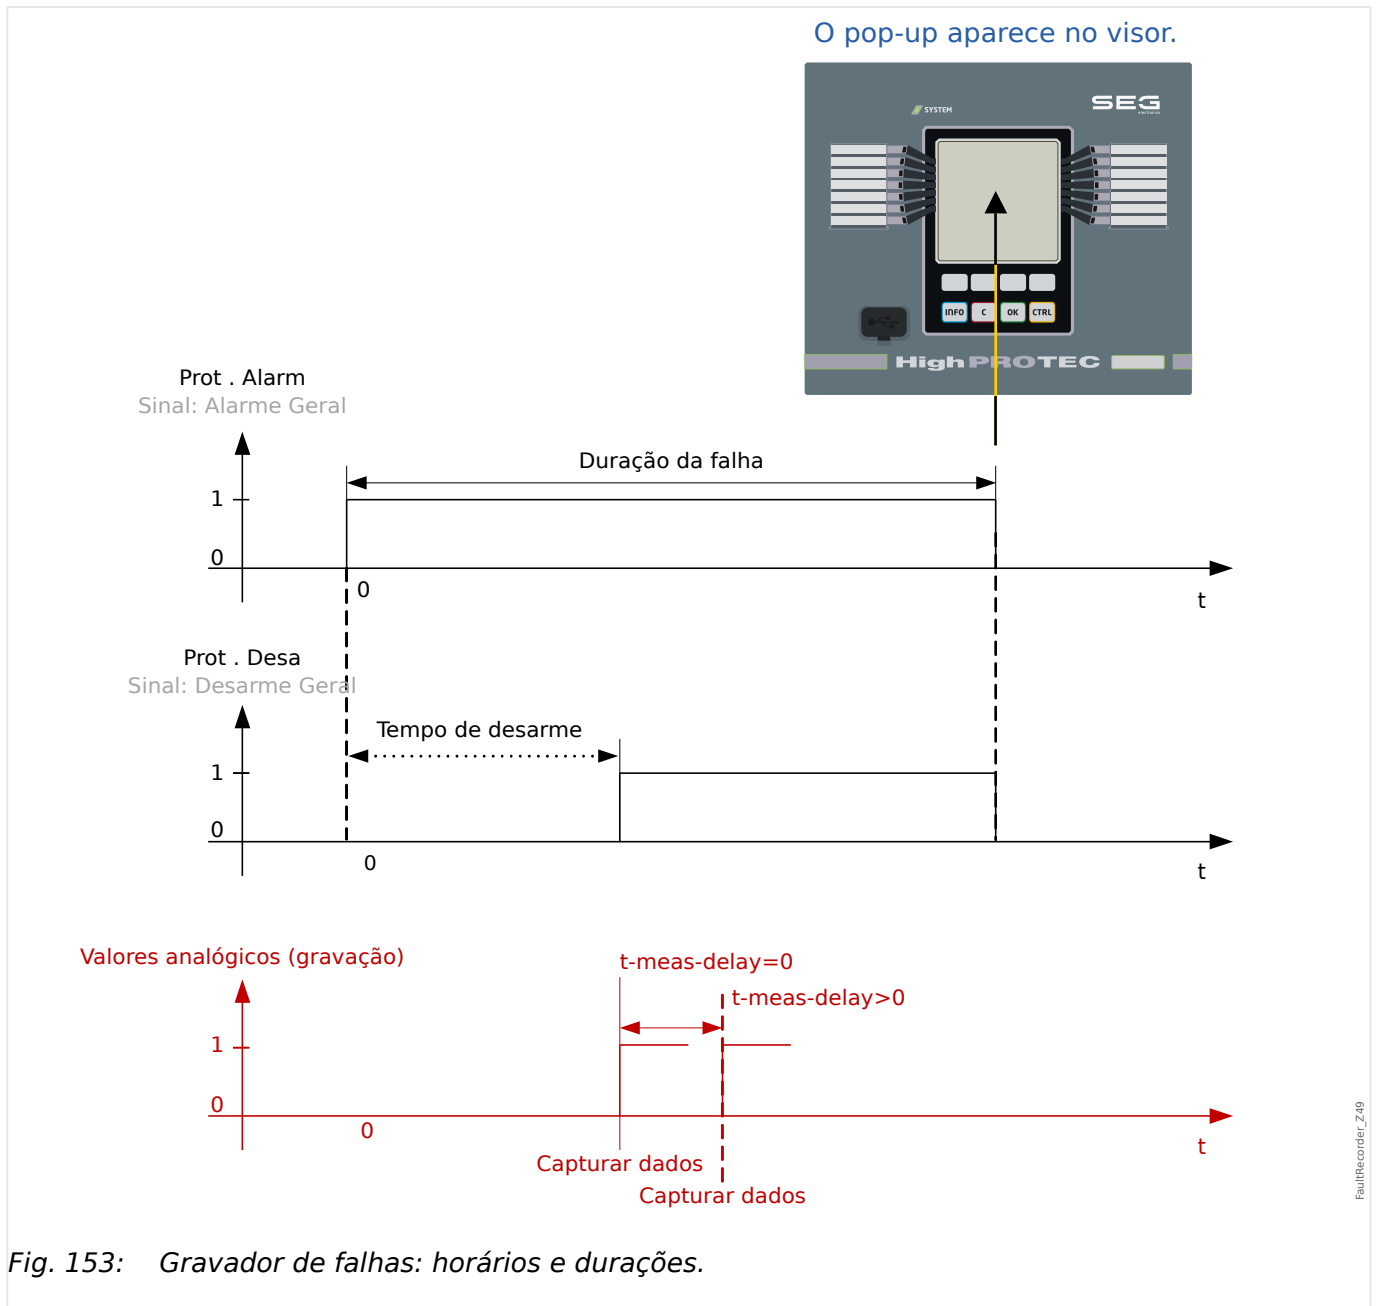 O pop-up aparece no visor.
SYSTEM
SEG
electronics
INFO
C
OK
CTRL
HighPROTEC
Prot . Alarm
Sinal: Alarme Geral
Duração da falha
1
0
0
t
Prot . Desa
Sinal: Desarme Geral
Tempo de desarme
1
0
0
t
Valores analógicos (gravação)
t-meas-delay=0
t-meas-delay>0
1
0
0
t
Capturar dados
Capturar dados
FaultRecorder_Z49
Fig. 153: Gravador de falhas: horários e durações.